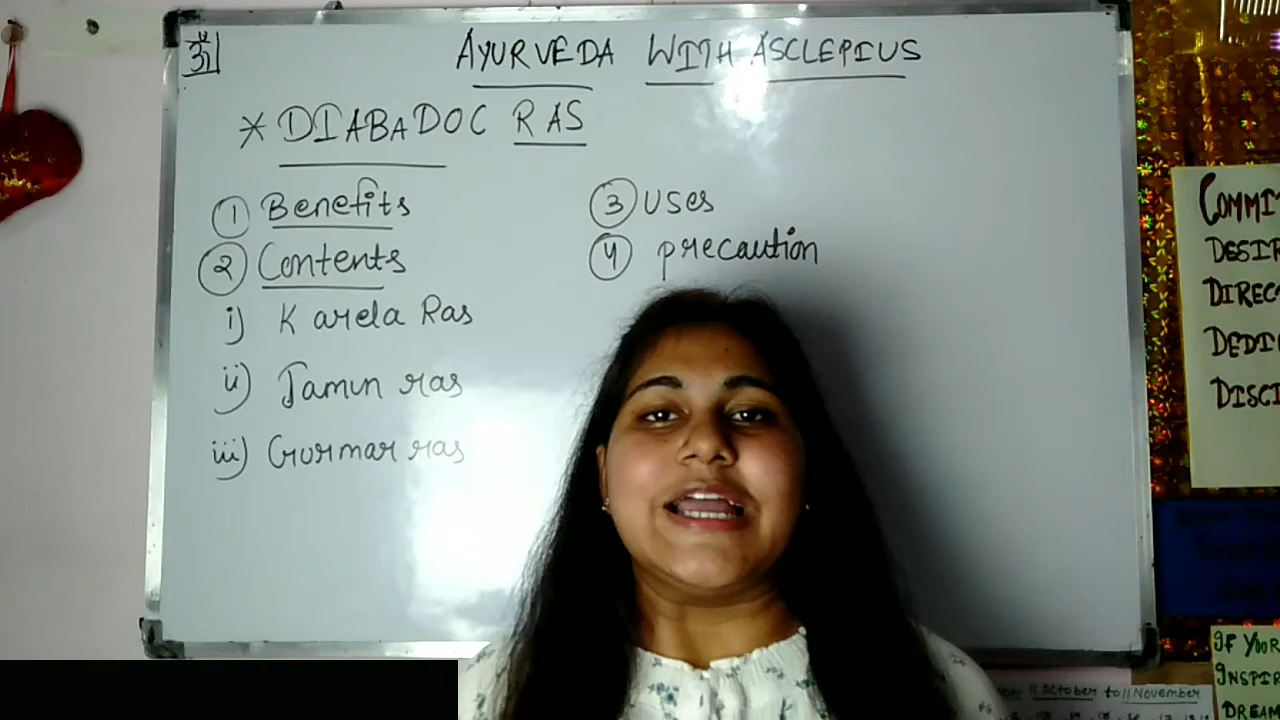 AYURVEDA WITH ASCLEPIUS
* DIABADOC RAS
① Benefits
② Contents
i) Karela Ras
ii) Jamun ras
iii) Gurmar ras
③ uses
④ precaution
COMMI
DESIR
DIREC
DEDI
DISCI
11 October to 11 November
If YOUR
INSPIR
DREAM